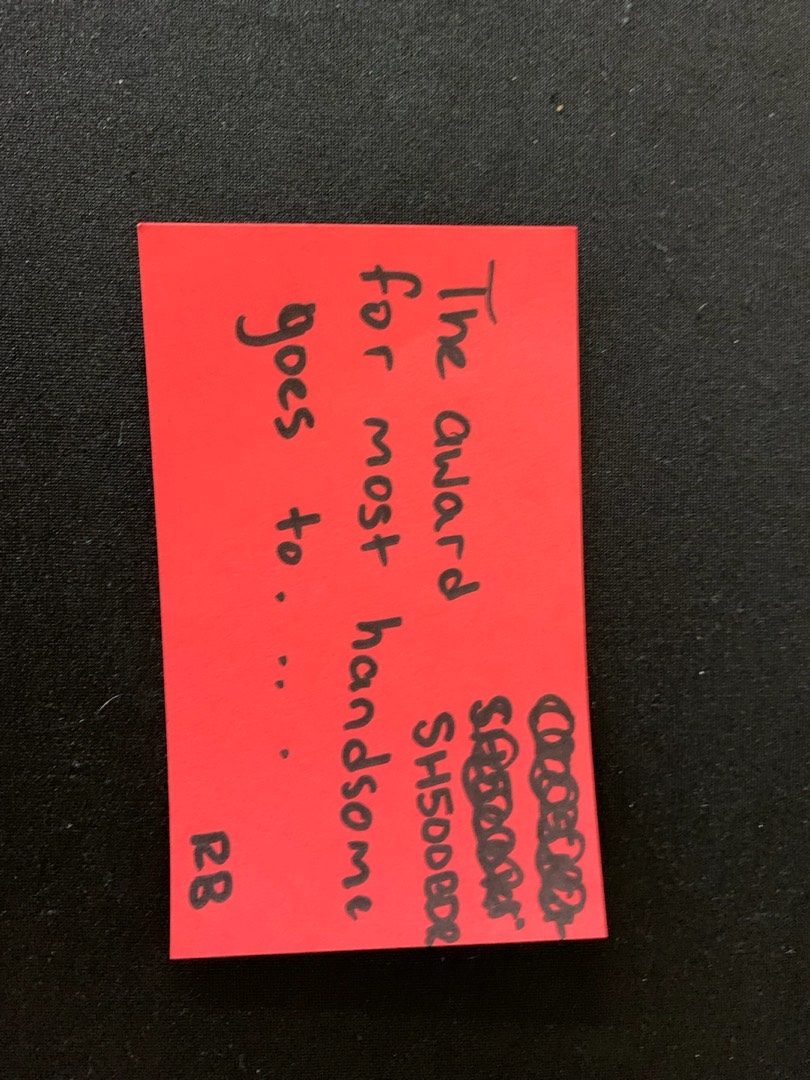 The award
SH500BDR
for most handsome
goes to. . . . .
RB